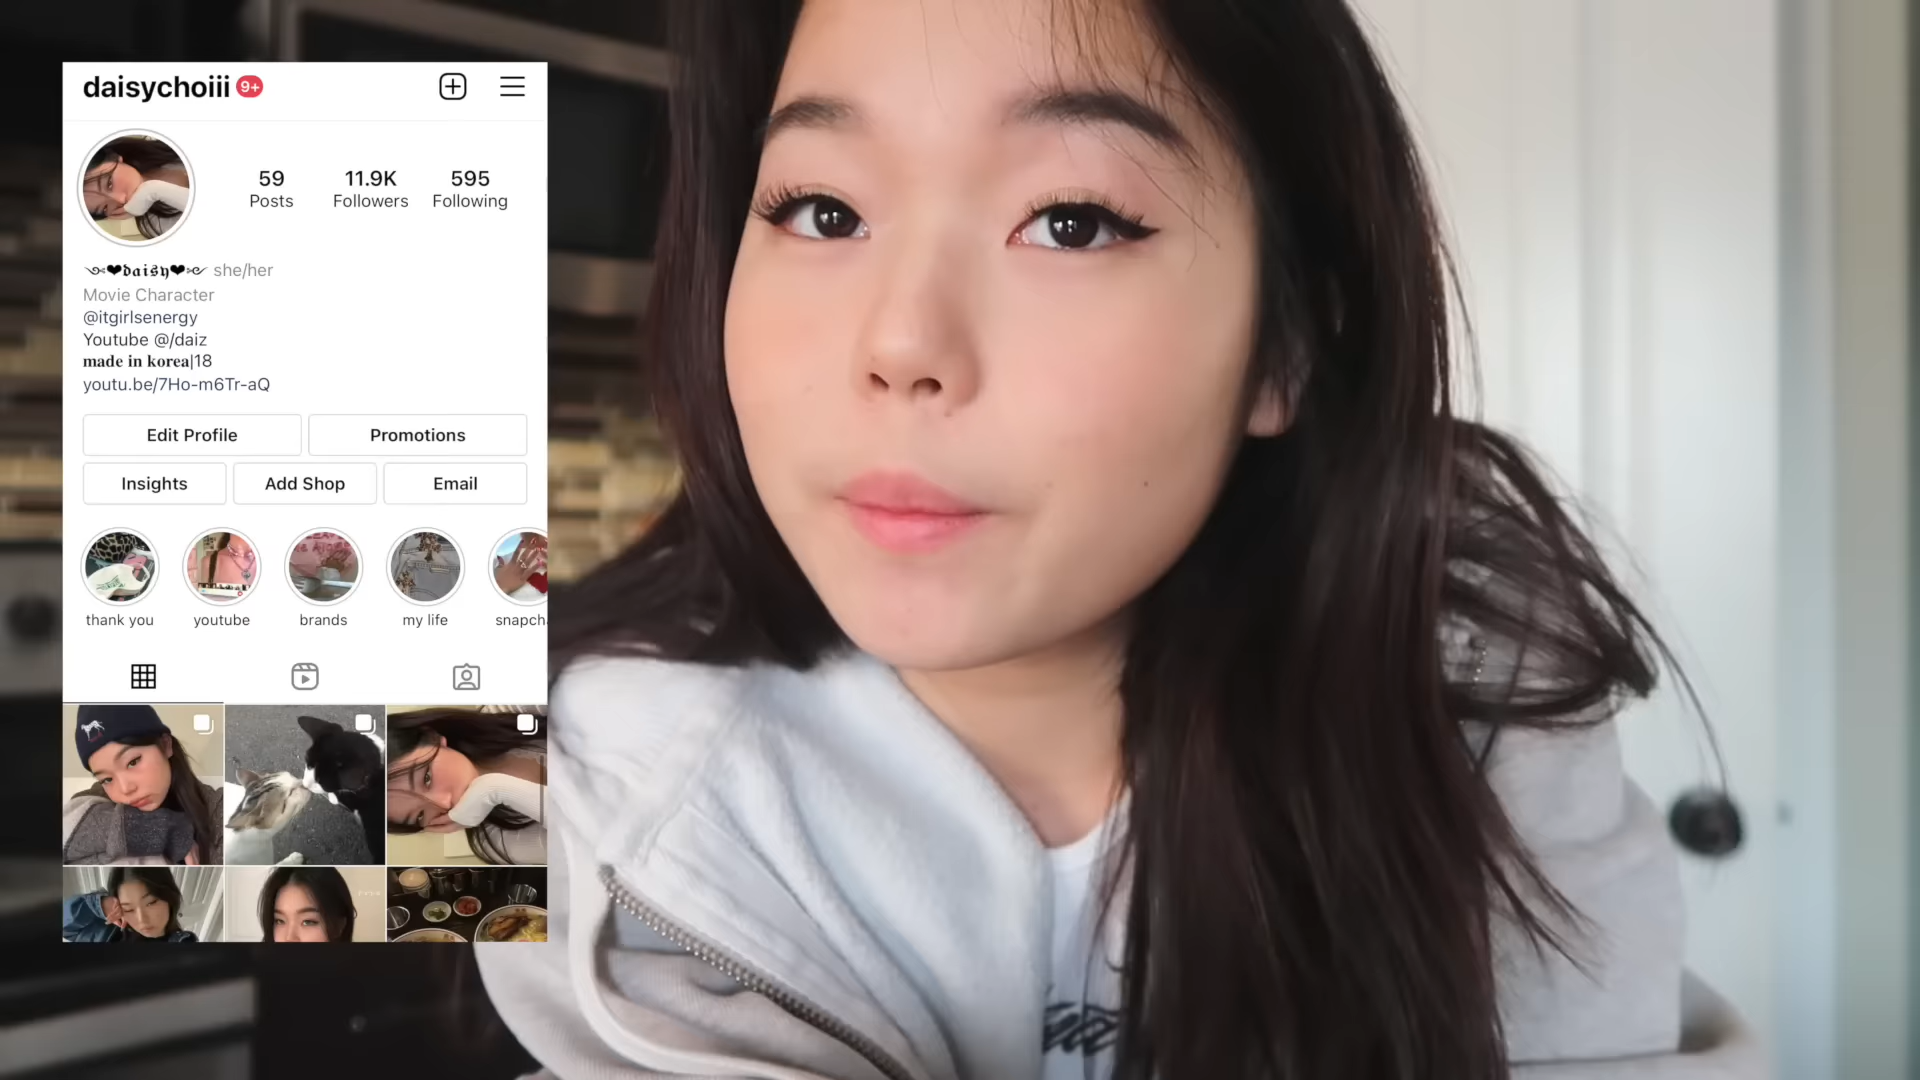 daisychoiii 9+
59 11.9K 595
Posts Followers Following
❤𝖉𝖆𝖎𝖘𝖞❤ she/her
Movie Character
@itgirlsenergy
Youtube @/daiz
𝐦𝐚𝐝𝐞 𝐢𝐧 𝐤𝐨𝐫𝐞𝐚|18
youtu.be/7Ho-m6Tr-aQ
Edit Profile Promotions
Insights Add Shop Email
thank you youtube brands my life snapch